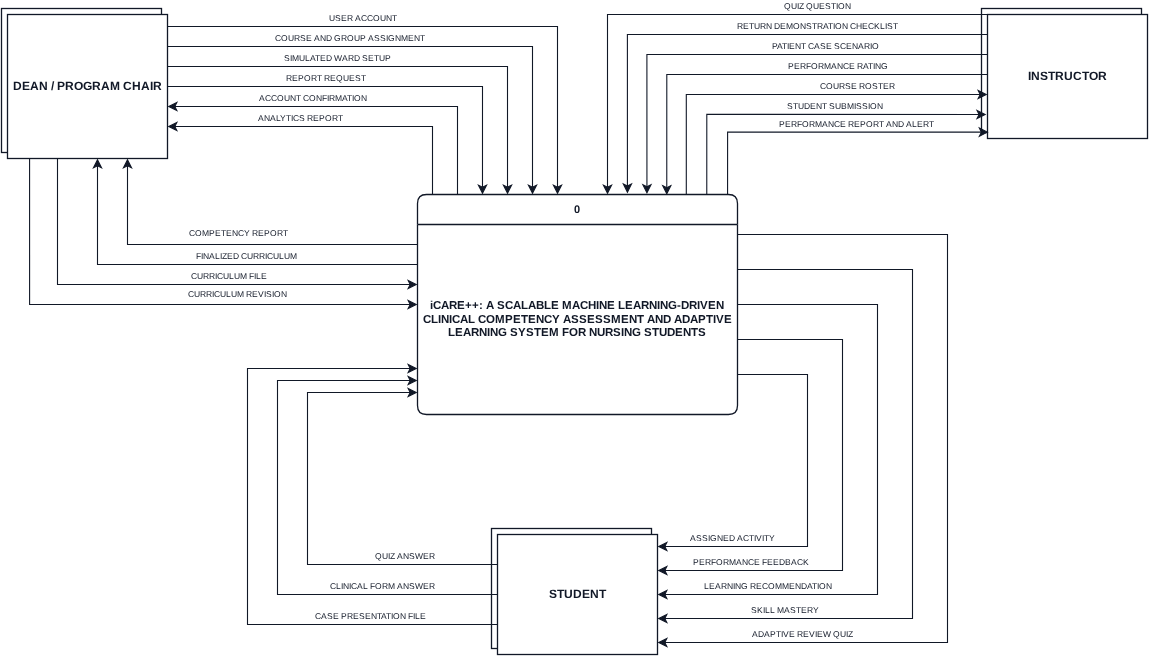 USER ACCOUNT
COURSE AND GROUP ASSIGNMENT
SIMULATED WARD SETUP
REPORT REQUEST
ACCOUNT CONFIRMATION
ANALYTICS REPORT
DEAN / PROGRAM CHAIR
QUIZ QUESTION
RETURN DEMONSTRATION CHECKLIST
PATIENT CASE SCENARIO
PERFORMANCE RATING
COURSE ROSTER
STUDENT SUBMISSION
PERFORMANCE REPORT AND ALERT
INSTRUCTOR
COMPETENCY REPORT
FINALIZED CURRICULUM
CURRICULUM FILE
CURRICULUM REVISION
0
iCARE++: A SCALABLE MACHINE LEARNING-DRIVEN
CLINICAL COMPETENCY ASSESSMENT AND ADAPTIVE
LEARNING SYSTEM FOR NURSING STUDENTS
QUIZ ANSWER
CLINICAL FORM ANSWER
CASE PRESENTATION FILE
STUDENT
ASSIGNED ACTIVITY
PERFORMANCE FEEDBACK
LEARNING RECOMMENDATION
SKILL MASTERY
ADAPTIVE REVIEW QUIZ